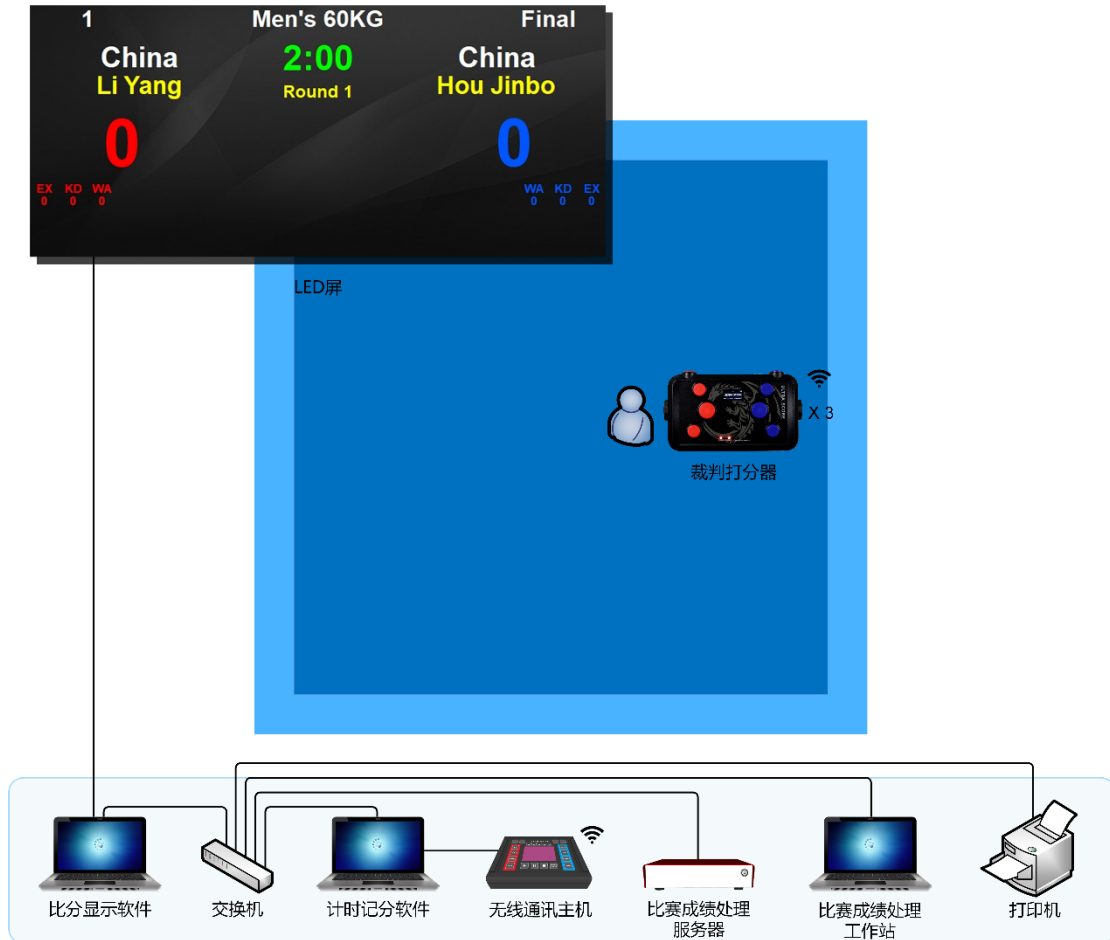 1 Men's 60KG Final
China 2:00 China
Li Yang Round 1 Hou Jinbo
0 0
EX KD WA WA KD EX
0 0 0 0 0 0
LED屏
X 3
裁判打分器
比分显示软件 交换机 计时记分软件 无线通讯主机 比赛成绩处理 比赛成绩处理 打印机
服务器 工作站